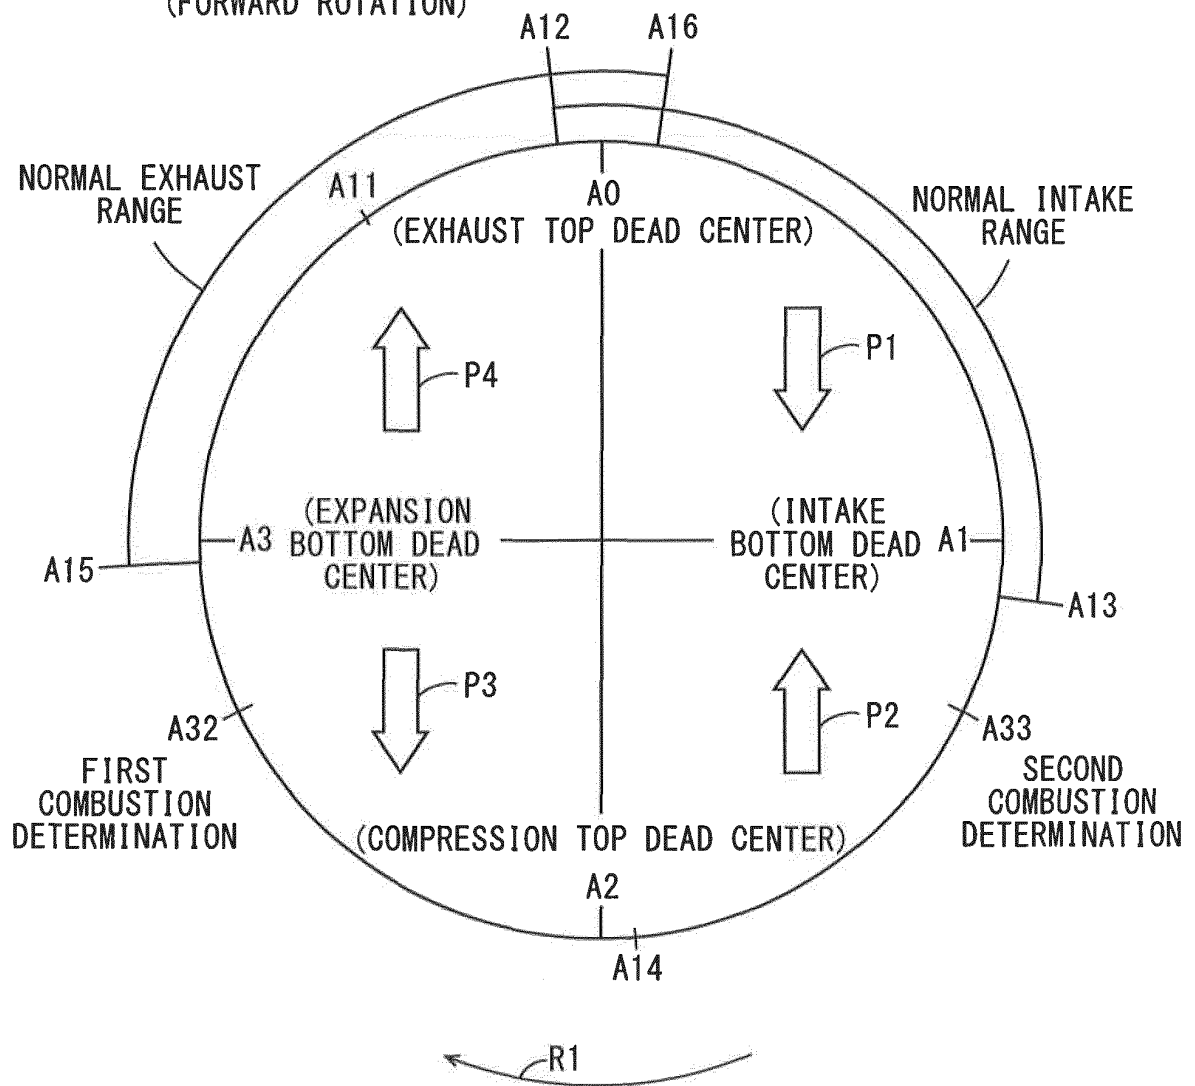 (FORWARD ROTATION)
A12
A16
NORMAL EXHAUST
RANGE
A11
A0
(EXHAUST TOP DEAD CENTER)
NORMAL INTAKE
RANGE
P4
P1
A3
(EXPANSION
BOTTOM DEAD
CENTER)
(INTAKE
BOTTOM DEAD
CENTER)
A1
A15
A13
P3
P2
A32
A33
FIRST
COMBUSTION
DETERMINATION
SECOND
COMBUSTION
DETERMINATION
(COMPRESSION TOP DEAD CENTER)
A2
A14
R1